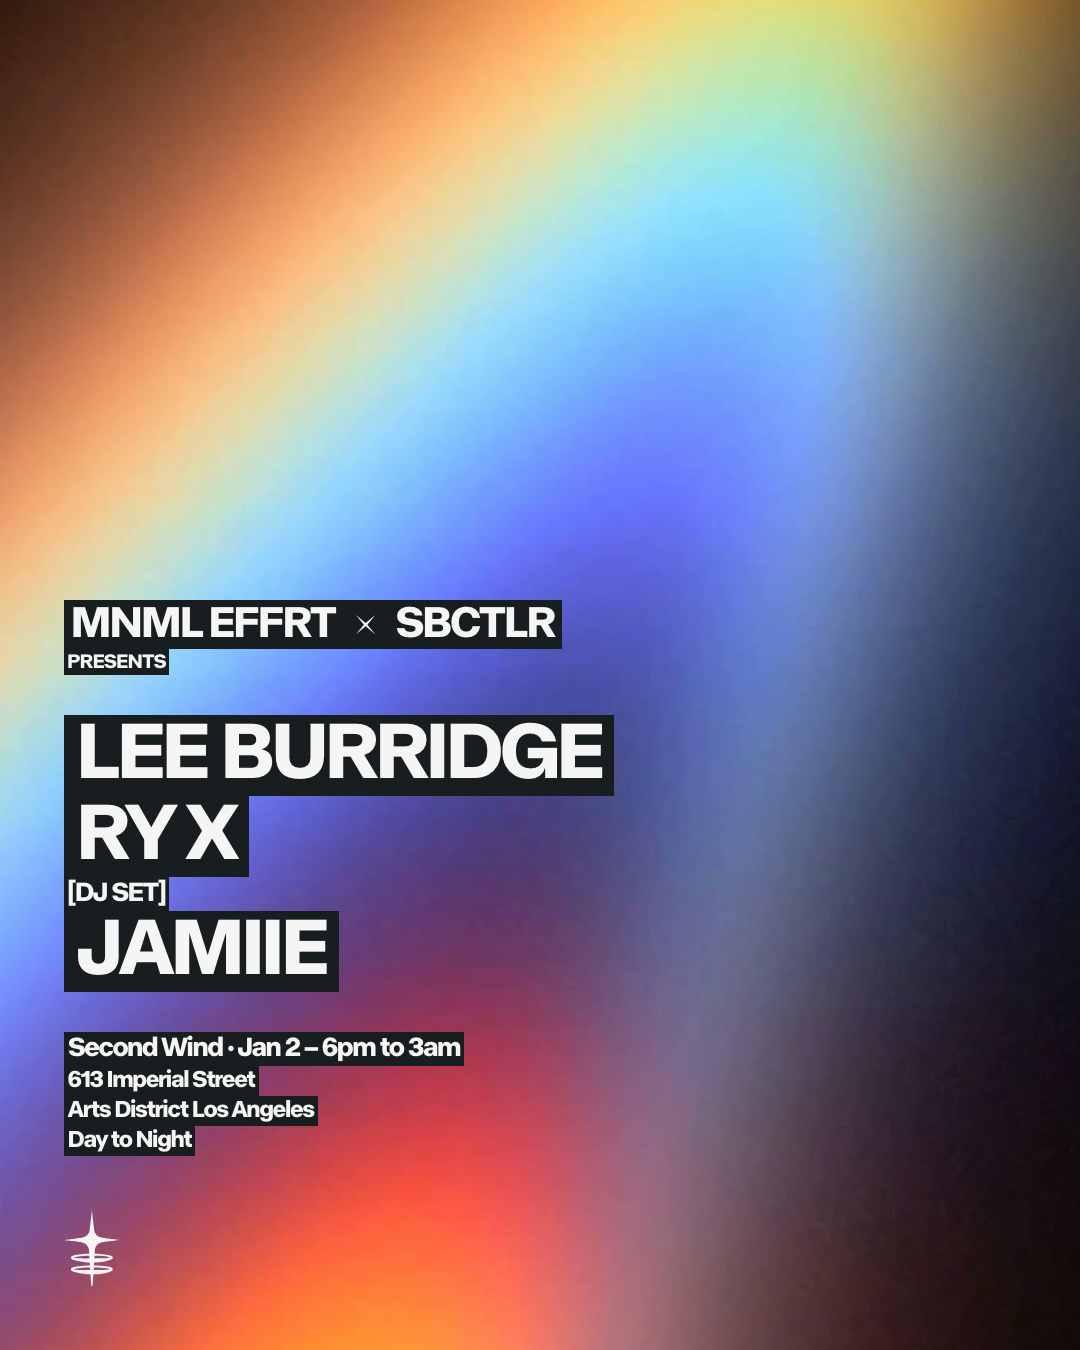 MNML EFFRT × SBCTLR
PRESENTS
LEE BURRIDGE
RY X
[DJ SET]
JAMIIE
Second Wind · Jan 2 – 6pm to 3am
613 Imperial Street
Arts District Los Angeles
Day to Night